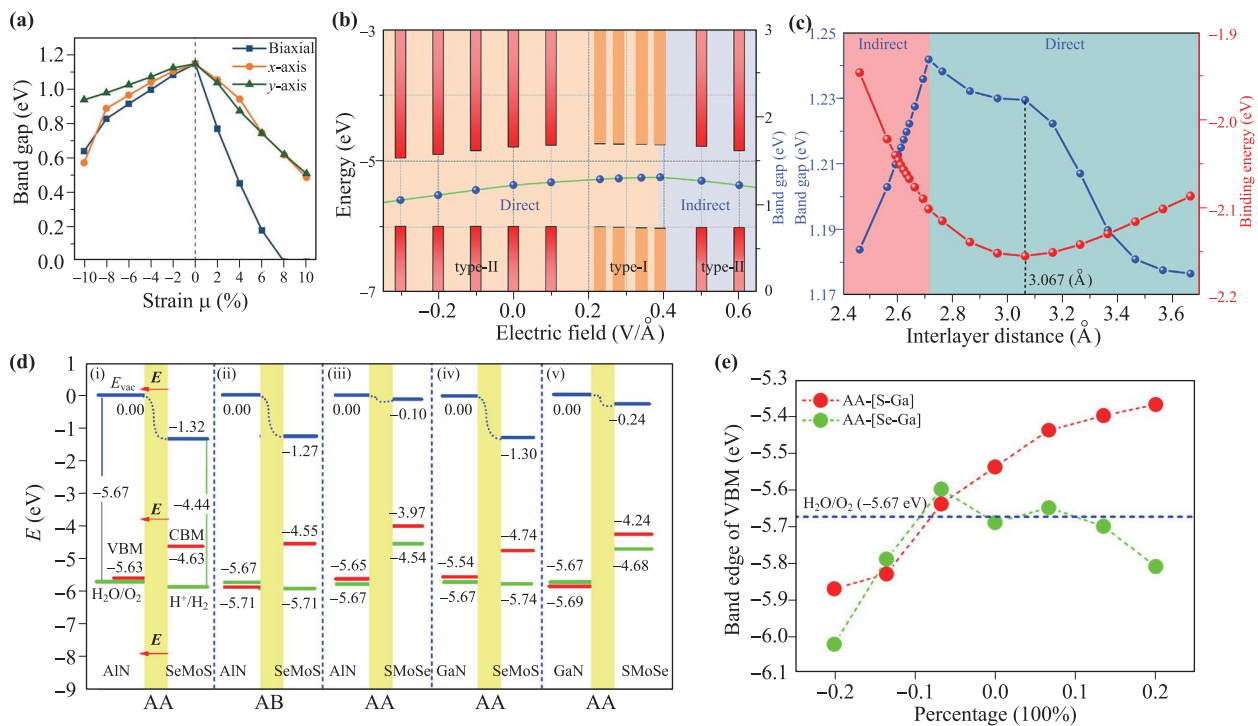 (a)
Biaxial
x-axis
y-axis
1.2
1.0
0.8
0.6
0.4
0.2
0.0
Band gap (eV)
−10 −8 −6 −4 −2 0 2 4 6 8 10
Strain μ (%)
(b)
−3
−5
−7
Energy (eV)
3
2
1
0
Band gap (eV)
Direct
Indirect
type-II
type-I
type-II
−0.2 0.0 0.2 0.4 0.6
Electric field (V/Å)
(c)
Indirect
Direct
1.25
1.23
1.21
1.19
1.17
Band gap (eV)
−1.9
−2.0
−2.1
−2.2
Binding energy (eV)
3.067 (Å)
2.4 2.6 2.8 3.0 3.2 3.4 3.6
Interlayer distance (Å)
(d)
1
0
−1
−2
−3
−4
−5
−6
−7
−8
−9
E (eV)
(i)
Evac
E
0.00
−1.32
−5.67
−4.44
E
VBM
CBM
−5.63
−4.63
H2O/O2
H+/H2
E
AlN
SeMoS
AA
(ii)
0.00
−1.27
−4.55
−5.67
−5.71
−5.71
AlN
SeMoS
AB
(iii)
0.00
−0.10
−3.97
−4.54
−5.65
−5.67
AlN
SMoSe
AA
(iv)
0.00
−1.30
−4.74
−5.54
−5.67
−5.74
GaN
SeMoS
AA
(v)
0.00
−0.24
−4.24
−4.68
−5.67
−5.69
GaN
SMoSe
AA
(e)
AA-[S-Ga]
AA-[Se-Ga]
H2O/O2 (−5.67 eV)
−5.3
−5.4
−5.5
−5.6
−5.7
−5.8
−5.9
−6.0
−6.1
Band edge of VBM (eV)
−0.2 −0.1 0.0 0.1 0.2
Percentage (100%)